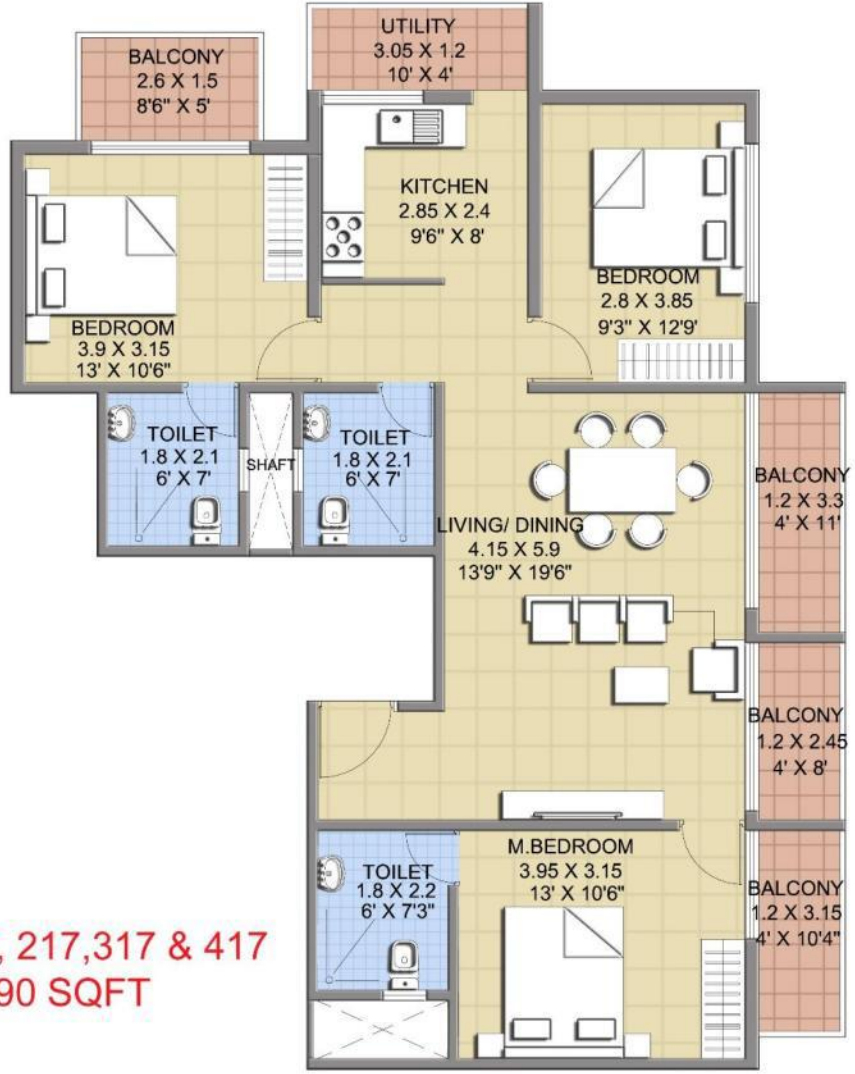 UTILITY
3.05 X 1.2
10' X 4'
BALCONY
2.6 X 1.5
8'6" X 5'
KITCHEN
2.85 X 2.4
9'6" X 8'
BEDROOM
2.8 X 3.85
9'3" X 12'9'
BEDROOM
3.9 X 3.15
13' X 10'6"
TOILET
1.8 X 2.1
6' X 7'
SHAFT
TOILET
1.8 X 2.1
6' X 7'
BALCONY
1.2 X 3.3
4' X 11'
LIVING/ DINING
4.15 X 5.9
13'9" X 19'6"
BALCONY
1.2 X 2.45
4' X 8'
M.BEDROOM
3.95 X 3.15
13' X 10'6"
TOILET
1.8 X 2.2
6' X 7'3"
BALCONY
1.2 X 3.15
4' X 10'4"
, 217,317 & 417
90 SQFT